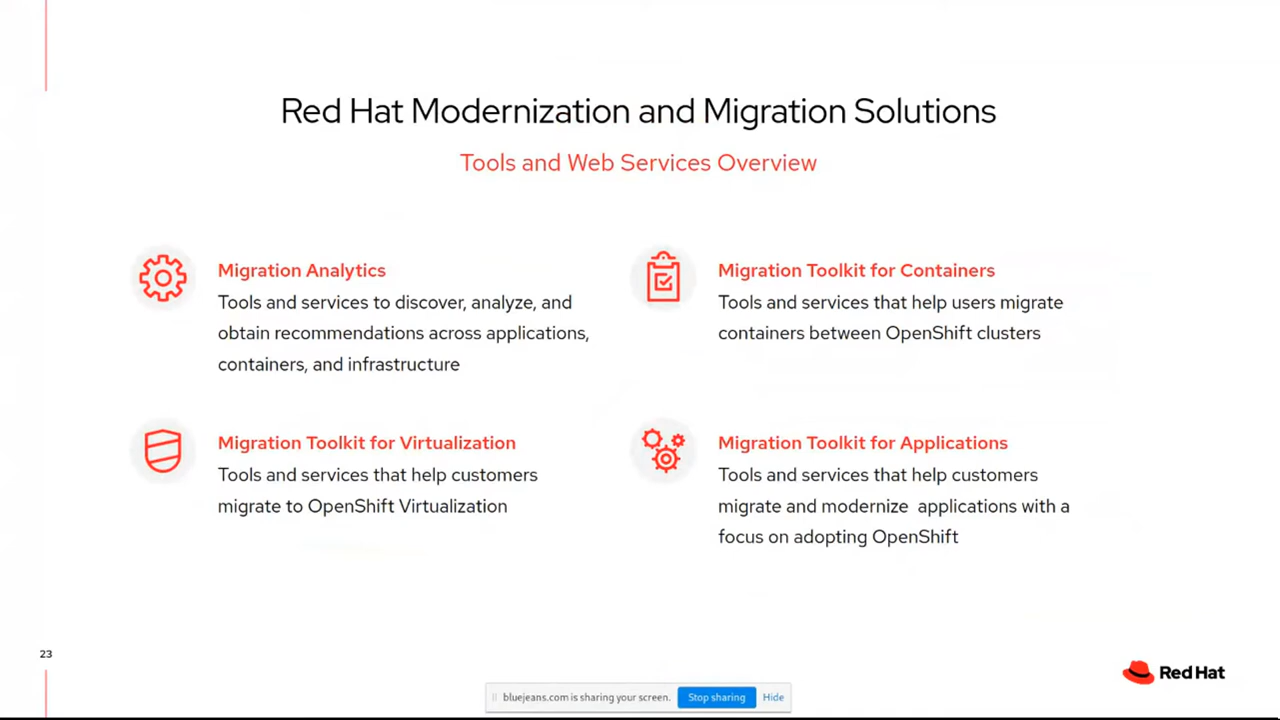 Red Hat Modernization and Migration Solutions
Tools and Web Services Overview
Migration Analytics
Tools and services to discover, analyze, and
obtain recommendations across applications,
containers, and infrastructure
Migration Toolkit for Containers
Tools and services that help users migrate
containers between OpenShift clusters
Migration Toolkit for Virtualization
Tools and services that help customers
migrate to OpenShift Virtualization
Migration Toolkit for Applications
Tools and services that help customers
migrate and modernize  applications with a
focus on adopting OpenShift
23
Red Hat
bluejeans.com is sharing your screen. Stop sharing Hide